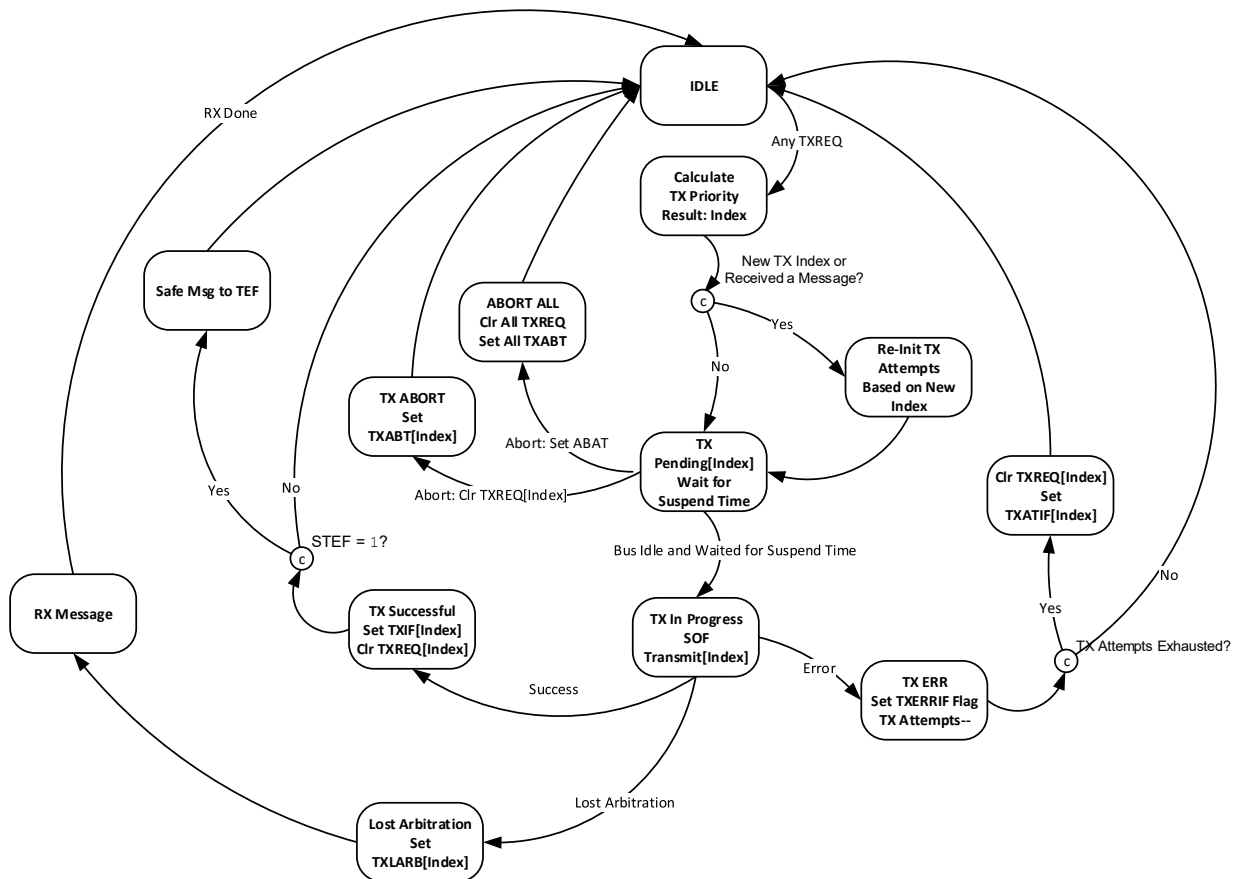 IDLE
RX Done
Any TXREQ
Calculate
TX Priority
Result: Index
New TX Index or
Received a Message?
c
Safe Msg to TEF
ABORT ALL
Clr All TXREQ
Set All TXABT
Yes
No
Re-Init TX
Attempts
Based on New
Index
TX ABORT
Set
TXABT[Index]
Abort: Set ABAT
TX
Pending[Index]
Wait for
Suspend Time
Abort: Clr TXREQ[Index]
Clr TXREQ[Index]
Set
TXATIF[Index]
Yes
No
STEF = 1?
c
Bus Idle and Waited for Suspend Time
No
Yes
RX Message
TX Successful
Set TXIF[Index]
Clr TXREQ[Index]
TX In Progress
SOF
Transmit[Index]
TX Attempts Exhausted?
c
Error
TX ERR
Set TXERRIF Flag
TX Attempts--
Success
Lost Arbitration
Lost Arbitration
Set
TXLARB[Index]